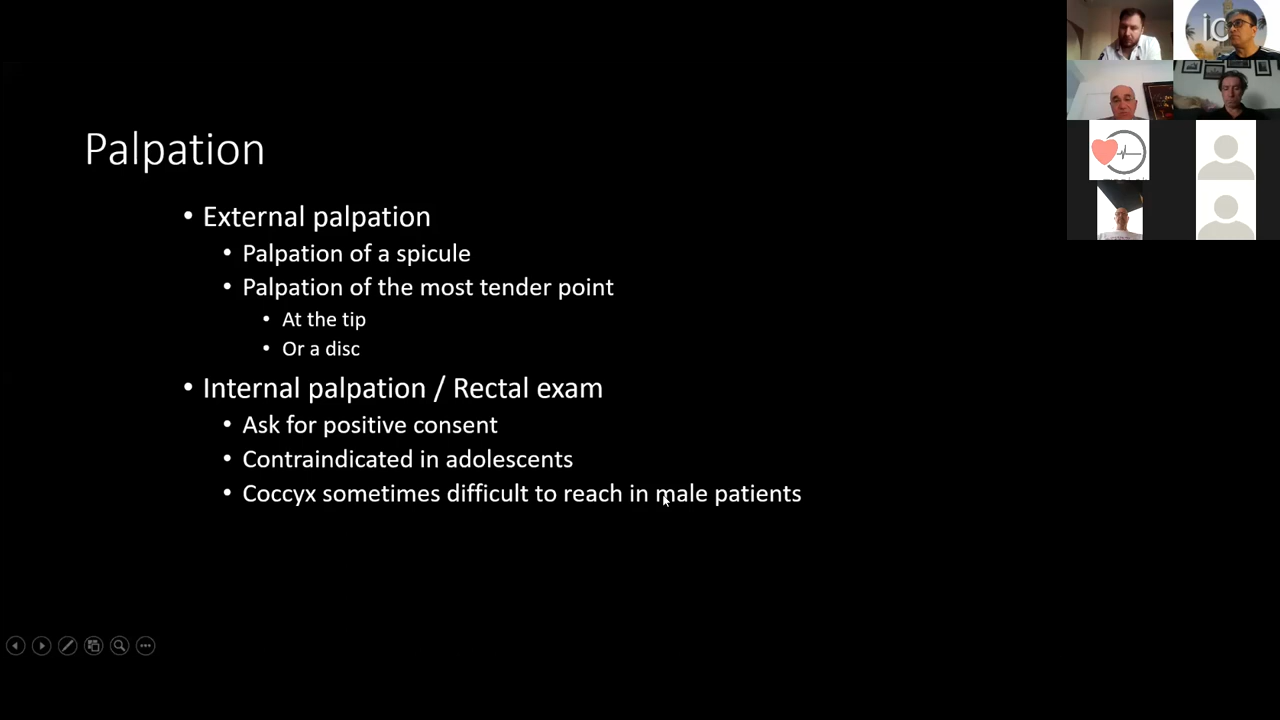 Palpation
• External palpation
• Palpation of a spicule
• Palpation of the most tender point
• At the tip
• Or a disc
• Internal palpation / Rectal exam
• Ask for positive consent
• Contraindicated in adolescents
• Coccyx sometimes difficult to reach in male patients